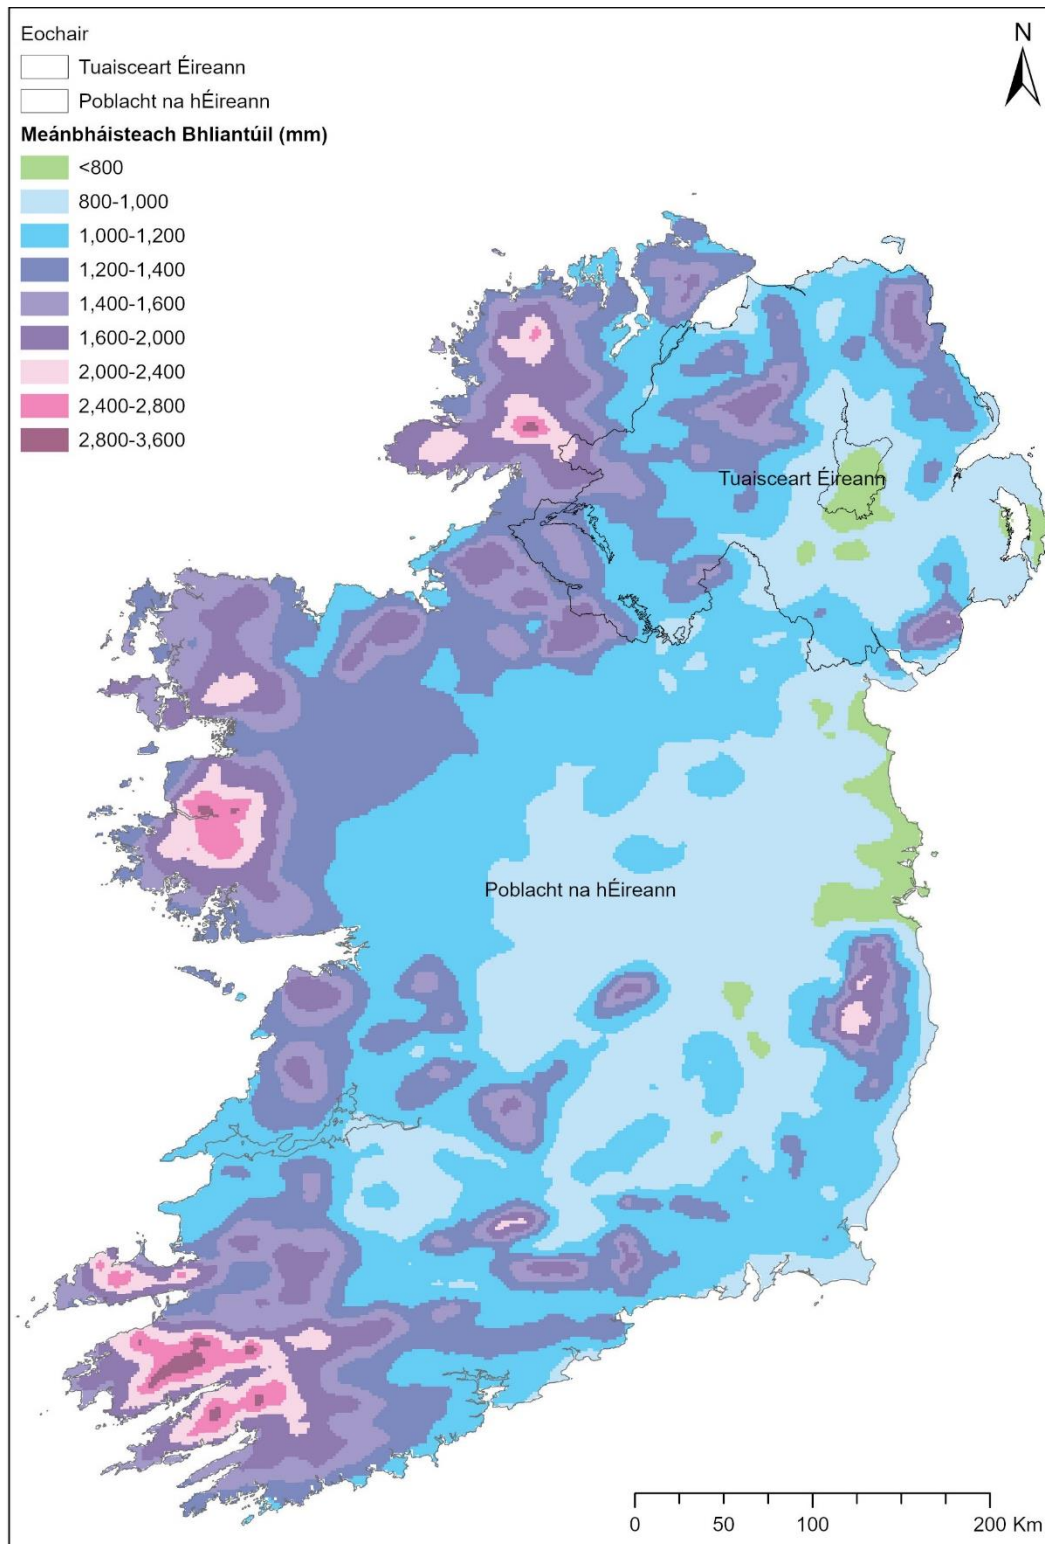 Eochair
Tuaisceart Éireann
Poblacht na hÉireann
Meánbháisteach Bhliantúil (mm)
<800
800-1,000
1,000-1,200
1,200-1,400
1,400-1,600
1,600-2,000
2,000-2,400
2,400-2,800
2,800-3,600
N
Tuaisceart Éireann
Poblacht na hÉireann
0 50 100 200 Km